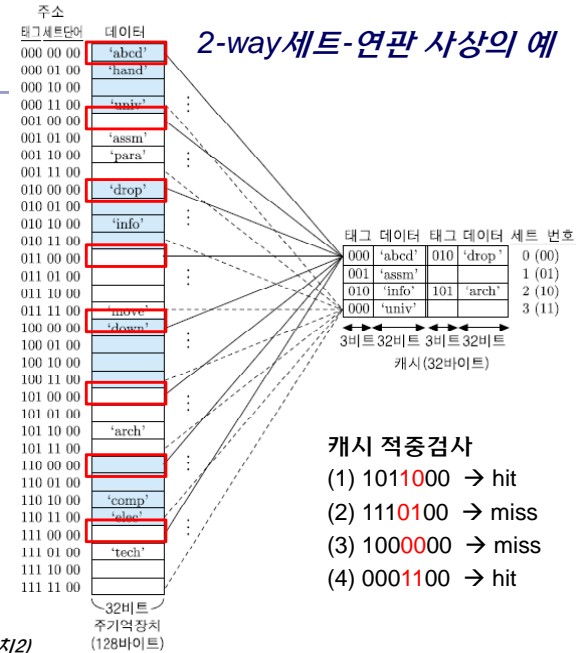 2-way세트-연관 사상의 예
주소
태그 세트 단어 데이터
000 00 00 'abcd'
000 01 00 'hand'
000 10 00
000 11 00 'univ'
001 00 00
001 01 00 'assm'
001 10 00 'para'
001 11 00
010 00 00 'drop'
010 01 00
010 10 00 'info'
010 11 00
011 00 00
011 01 00
011 10 00
011 11 00 'move'
100 00 00 'down'
100 01 00
100 10 00
100 11 00
101 00 00
101 01 00
101 10 00 'arch'
101 11 00
110 00 00
110 01 00
110 10 00 'comp'
110 11 00 'elec'
111 00 00
111 01 00 'tech'
111 10 00
111 11 00
32비트
주기억장치
(128바이트)
태그 데이터 태그 데이터 세트 번호
000 'abcd' 010 'drop' 0 (00)
001 'assm' 1 (01)
010 'info' 101 'arch' 2 (10)
000 'univ' 3 (11)
3비트 32비트 3비트 32비트
캐시(32바이트)
캐시 적중검사
(1) 1011000 → hit
(2) 1110100 → miss
(3) 1000000 → miss
(4) 0001100 → hit
치2)